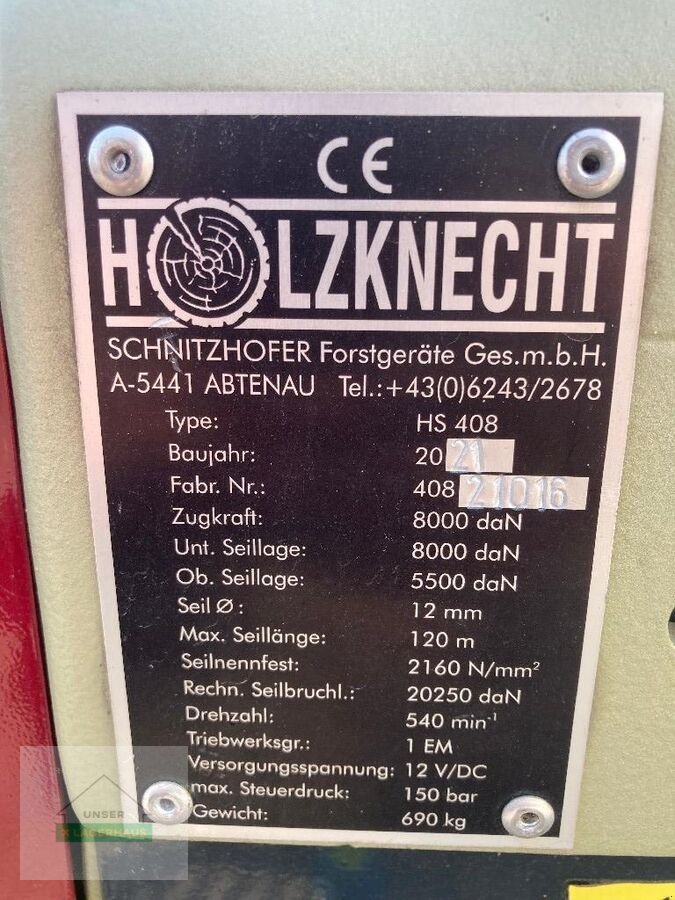 CE
HOLZKNECHT
SCHNITZHOFER Forstgeräte Ges.m.b.H.
A-5441 ABTENAU Tel.:+43(0)6243/2678
Type: HS 408
Baujahr: 2021
Fabr. Nr.: 408 21016
Zugkraft: 8000 daN
Unt. Seillage: 8000 daN
Ob. Seillage: 5500 daN
Seil Ø: 12 mm
Max. Seillänge: 120 m
Seilnennfest: 2160 N/mm²
Rechn. Seilbruchl.: 20250 daN
Drehzahl: 540 min⁻¹
Triebwerksgr.: 1 EM
Versorgungsspannung: 12 V/DC
max. Steuerdruck: 150 bar
Gewicht: 690 kg
UNSER
X LAGERHAUS